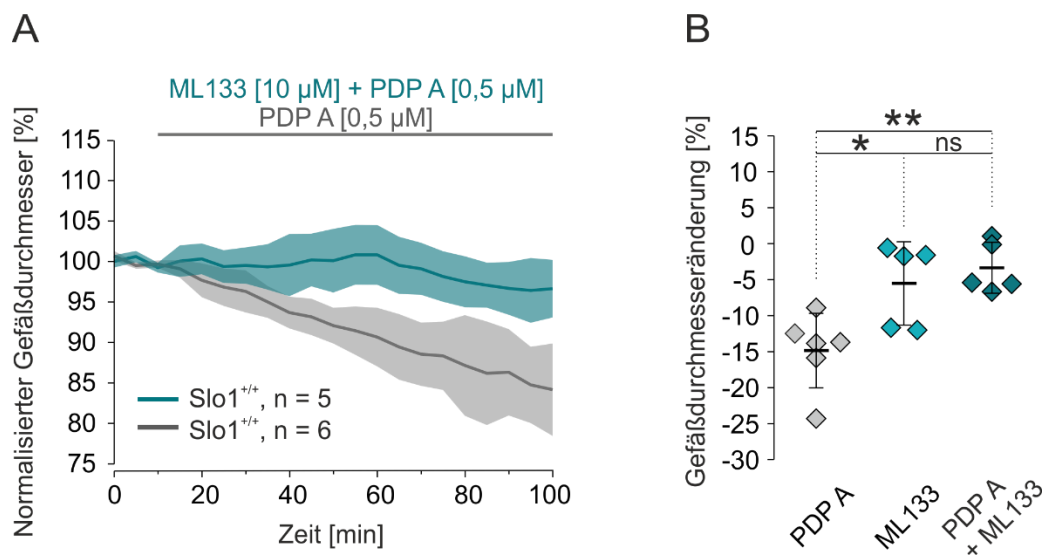 A
ML133 [10 µM] + PDP A [0,5 µM]
PDP A [0,5 µM]
Normalisierter Gefäßdurchmesser [%]
115
110
105
100
95
90
85
80
75
Slo1+/+, n = 5
Slo1+/+, n = 6
0 20 40 60 80 100
Zeit [min]
B
Gefäßdurchmesseränderung [%]
**
* ns
15
10
5
0
-5
-10
-15
-20
-25
-30
PDP A
ML133
PDP A
+ ML133